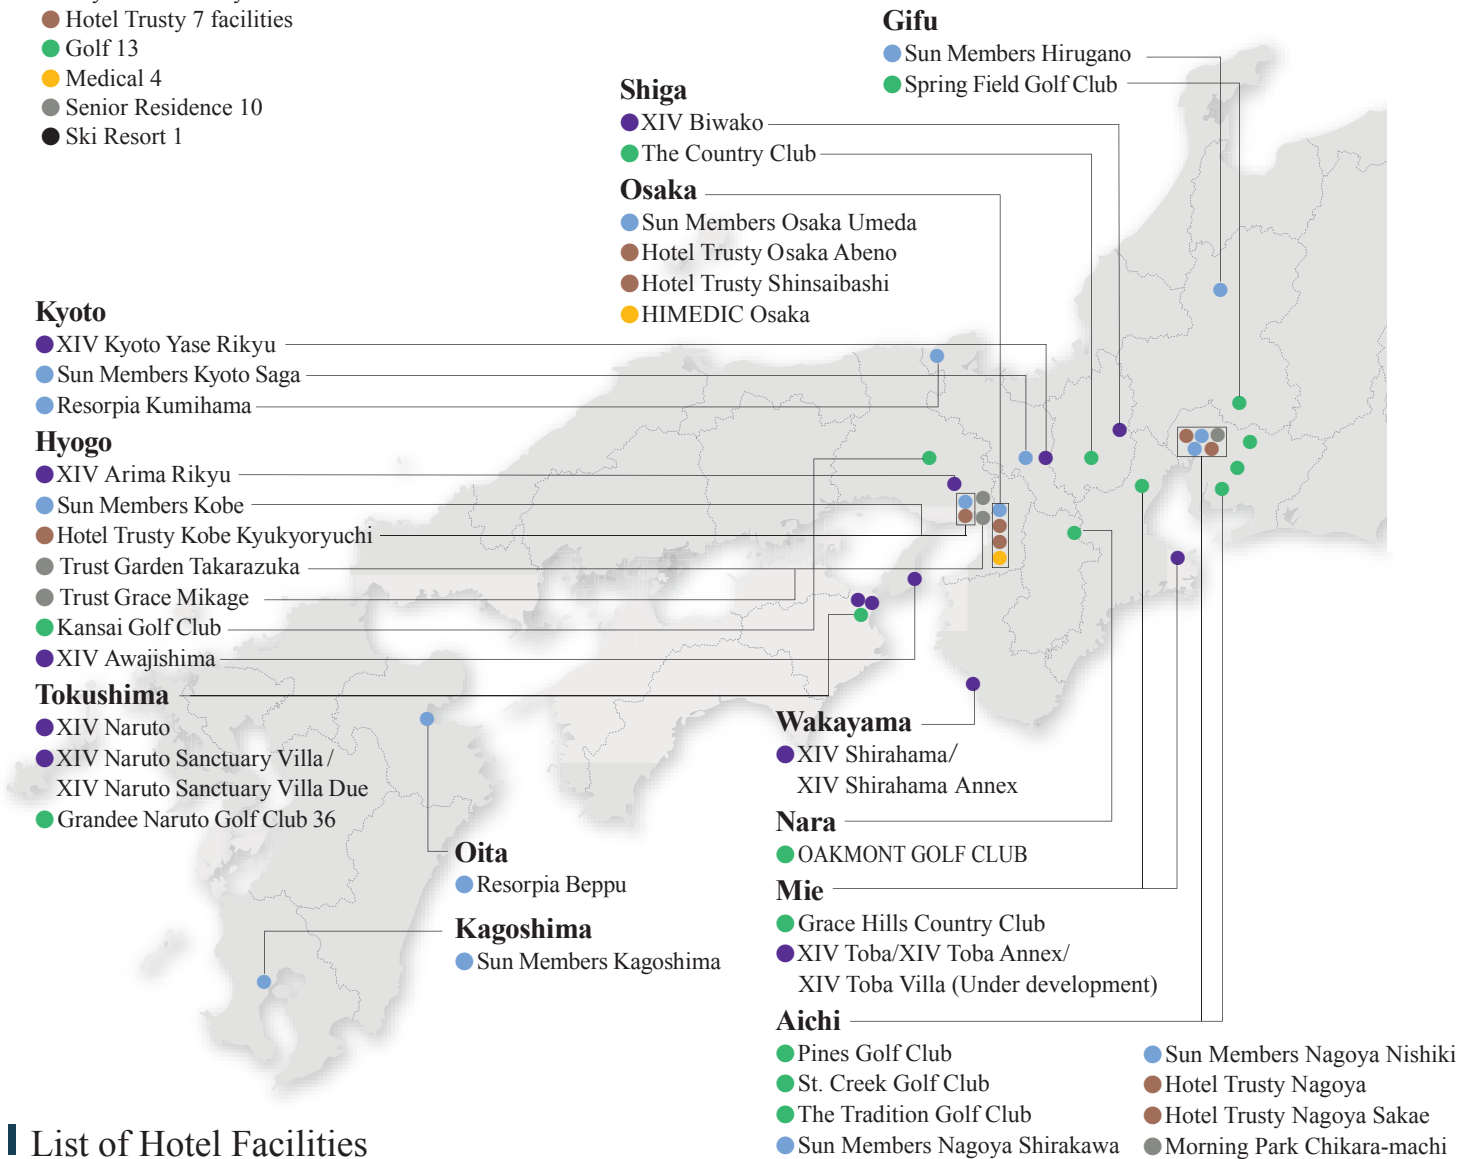 Hotel Trusty 7 facilities
Golf 13
Medical 4
Senior Residence 10
Ski Resort 1
Gifu
Sun Members Hirugano
Spring Field Golf Club
Shiga
XIV Biwako
The Country Club
Osaka
Sun Members Osaka Umeda
Hotel Trusty Osaka Abeno
Hotel Trusty Shinsaibashi
HIMEDIC Osaka
Kyoto
XIV Kyoto Yase Rikyu
Sun Members Kyoto Saga
Resorpia Kumihama
Hyogo
XIV Arima Rikyu
Sun Members Kobe
Hotel Trusty Kobe Kyukyoryuchi
Trust Garden Takarazuka
Trust Grace Mikage
Kansai Golf Club
XIV Awajishima
Tokushima
XIV Naruto
XIV Naruto Sanctuary Villa /
XIV Naruto Sanctuary Villa Due
Grandee Naruto Golf Club 36
Oita
Resorpia Beppu
Kagoshima
Sun Members Kagoshima
Wakayama
XIV Shirahama/
XIV Shirahama Annex
Nara
OAKMONT GOLF CLUB
Mie
Grace Hills Country Club
XIV Toba/XIV Toba Annex/
XIV Toba Villa (Under development)
Aichi
Pines Golf Club
St. Creek Golf Club
The Tradition Golf Club
Sun Members Nagoya Shirakawa
Sun Members Nagoya Nishiki
Hotel Trusty Nagoya
Hotel Trusty Nagoya Sakae
Morning Park Chikara-machi
List of Hotel Facilities